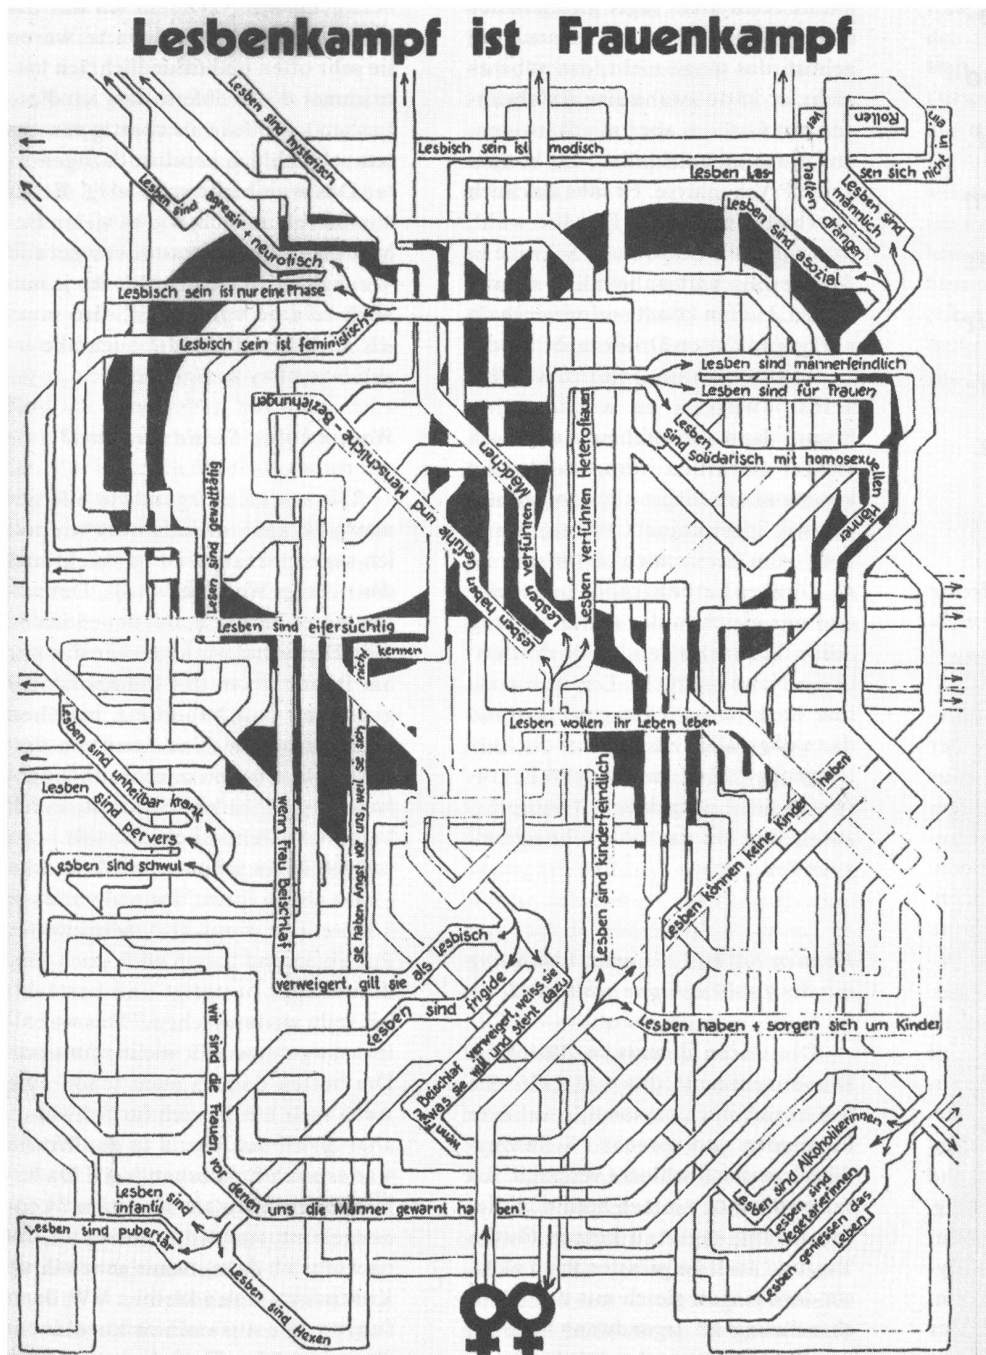 Lesbenkampf ist Frauenkampf
Lesben sind hysterisch
Lesben sind agressiv + neurotisch
Lesbisch sein ist nur eine Phase
Lesbisch sein ist feministisch
Lesbisch sein ist modisch
Lesben las-
sen sich nicht
in ein
Rollen
ver-
halten drängen
Lesben sind männlich
Lesben sind asozial
Lesben sind männerfeindlich
Lesben sind für Frauen
Lesben sind
solidarisch mit homosexu-
ellen
Männer
Lesben haben Gefühle und Menschliche -
Beziehungen
Lesben verführen Mädchen
Lesben verführen heterofrauen
Lesben sind gewalttätig
Lesben sind eifersüchtig
Lesben wollen ihr Leben leben
sie haben Angst vor uns weil sie sich
nicht kennen
Lesben sind unheilbar krank
Lesben sind pervers
Lesben sind schwul
wenn Frau Beischlaf
verweigert, gilt sie als lesbisch
Lesben sind frigide
wenn Frau Beischlaf verweigert, weiss sie
etwas sie will und steht dazu
Lesben sind kinderfeindlich
Lesben können keine Kinder haben
Lesben haben + sorgen sich um Kinder
wir sind die Frauen, vor denen uns die Männer gewarnt haben!
Lesben sind infantil
Lesben sind pubertär
Lesben sind Hexen
Lesben sind Alkoholikerinnen
Lesben sind Vegetarierinnen
Lesben geniessen das Leben